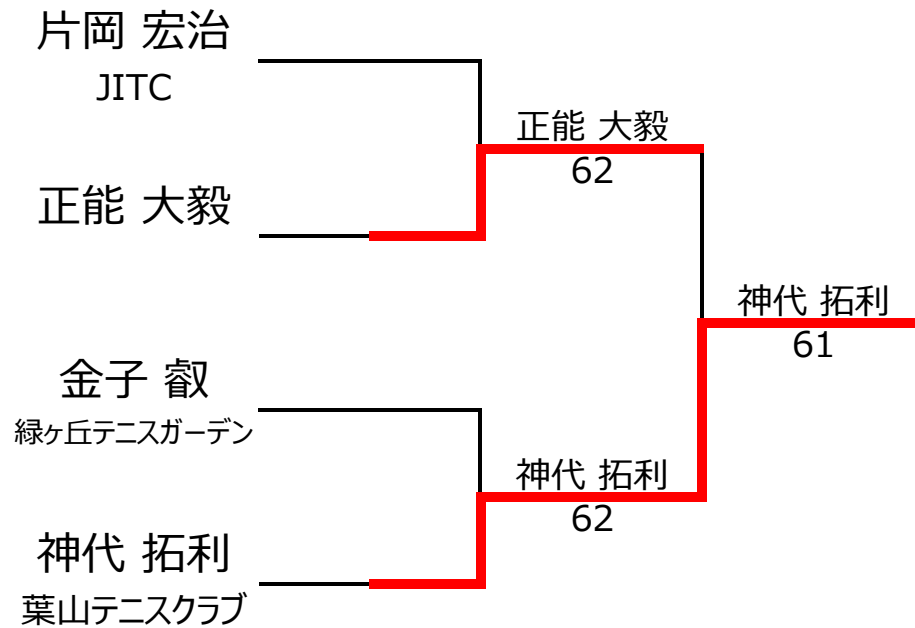 片岡 宏治
JITC
正能 大毅
62
正能 大毅
神代 拓利
61
金子 叡
緑ヶ丘テニスガーデン
神代 拓利
62
神代 拓利
葉山テニスクラブ